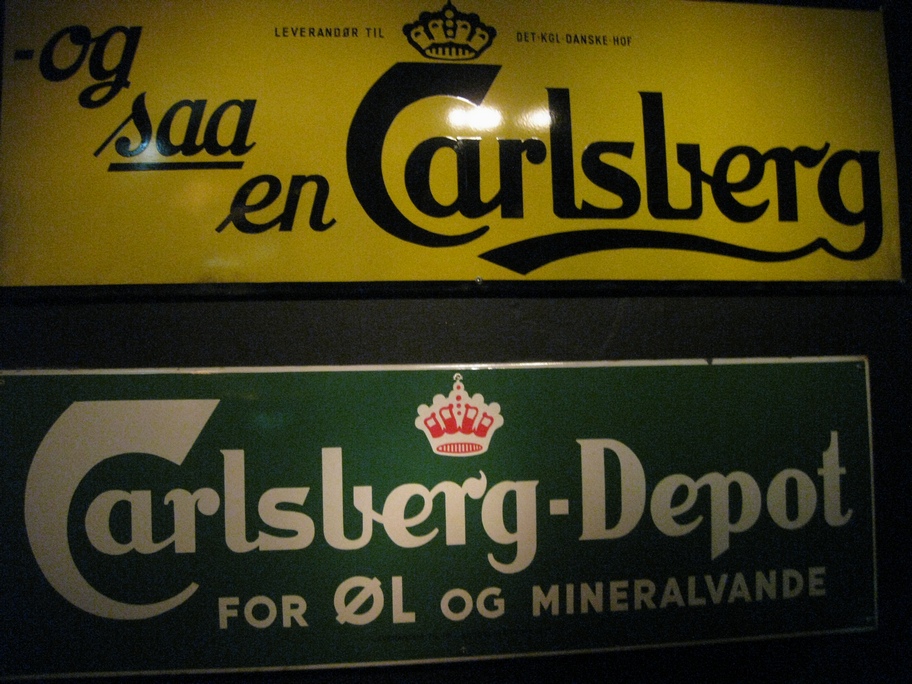 -og
saa
en
LEVERANDØR TIL DET·KGL·DANSKE·HOF
Carlsberg
Carlsberg-Depot
FOR ØL OG MINERALVANDE